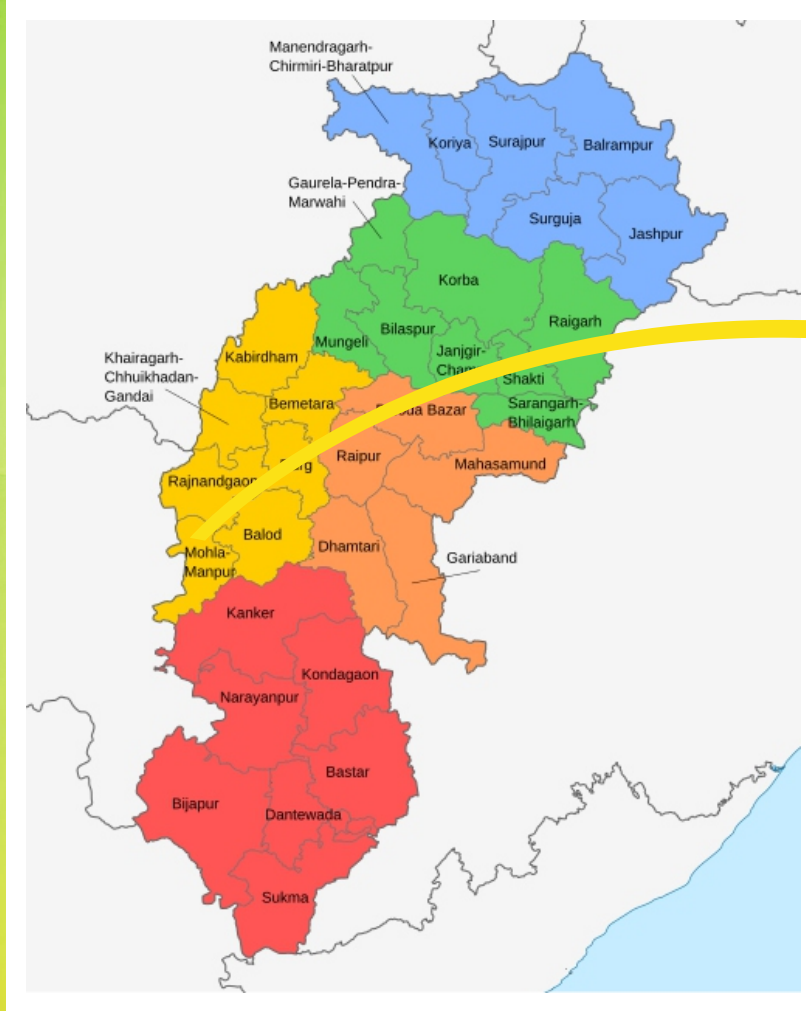 Manendragarh-
Chirmiri-Bharatpur
Koriya
Surajpur
Balrampur
Gaurela-Pendra-
Marwahi
Surguja
Jashpur
Korba
Raigarh
Bilaspur
Mungeli
Janjgir-
Kabirdham
Khairagarh-
Chhuikhadan-
Gandai
Shakti
Bemetara
Sarangarh-
Bhilaigarh
Bazar
Raipur
Mahasamund
Rajnandgaon
Balod
Dhamtari
Mohla-
Manpur
Gariaband
Kanker
Kondagaon
Narayanpur
Bastar
Bijapur
Dantewada
Sukma